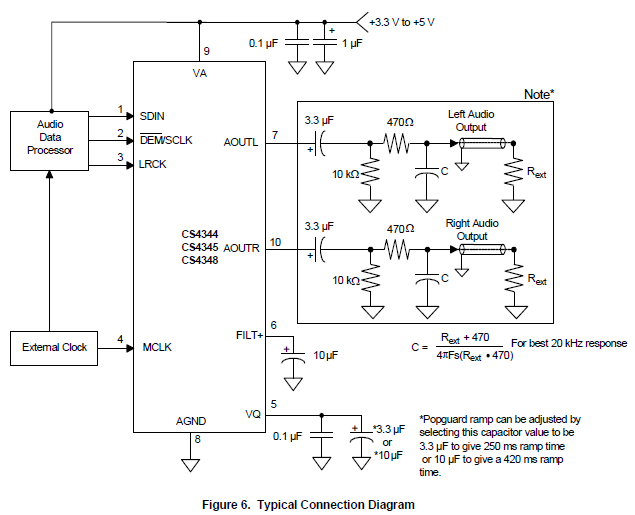 +3.3 V to +5 V
0.1 µF
+
1 µF
9
VA
Note*
Audio
Data
Processor
1
SDIN
2
DEM/SCLK
3
LRCK
AOUTL
7
3.3 µF
+
470Ω
Left Audio
Output
10 kΩ
C
Rext
CS4344
CS4345
CS4348
AOUTR
10
3.3 µF
+
470Ω
Right Audio
Output
10 kΩ
C
Rext
External Clock
4
MCLK
FILT+
6
+
10 µF
C = Rext + 470 / 4πFs(Rext • 470) For best 20 kHz response
VQ
5
0.1 µF
+
*3.3 µF
or
*10 µF
AGND
8
*Popguard ramp can be adjusted by
selecting this capacitor value to be
3.3 µF to give 250 ms ramp time
or 10 µF to give a 420 ms ramp
time.
Figure 6. Typical Connection Diagram